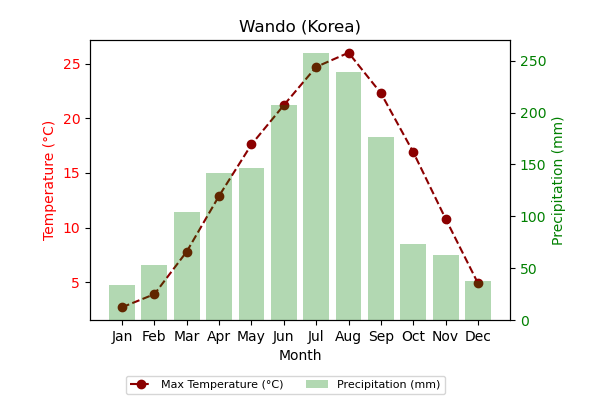 Wando (Korea)
Temperature (°C)
25
20
15
10
5
250
200
150
100
50
0
Precipitation (mm)
Jan Feb Mar Apr May Jun Jul Aug Sep Oct Nov Dec
Month
Max Temperature (°C) Precipitation (mm)